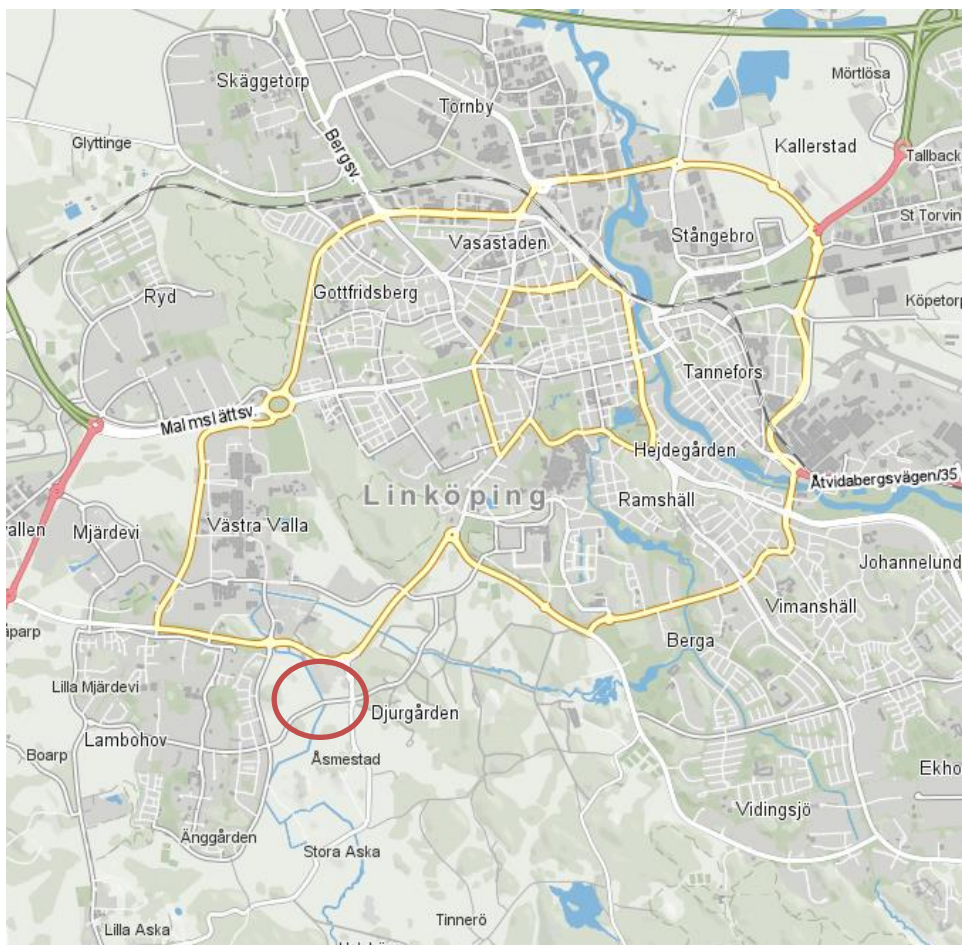 Skäggetorp
Mörtlösa
Tornby
Glyttinge
Bergsv.
Kallerstad
Tallback
St Torvin
Vasastaden
Stångebro
Ryd
Gottfridsberg
Köpetorp
Tannefors
Malmslättsv.
Hejdegården
Åtvidabergsvägen/35
Linköping
Ramshäll
vallen
Mjärdevi
Västra Valla
Johannelund
Vimanshäll
äparp
Berga
Lilla Mjärdevi
Djurgården
Lambohov
Boarp
Åsmestad
Ekho
Vidingsjö
Änggården
Stora Aska
Tinnerö
Lilla Aska